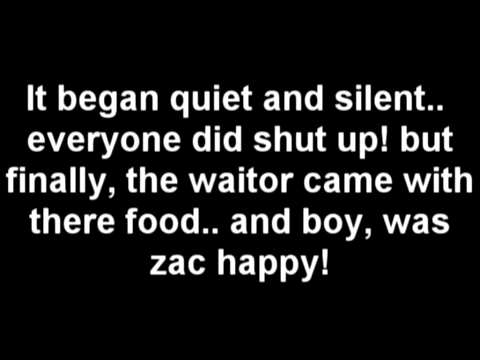 It began quiet and silent..
everyone did shut up! but
finally, the waitor came with
there food.. and boy, was
zac happy!